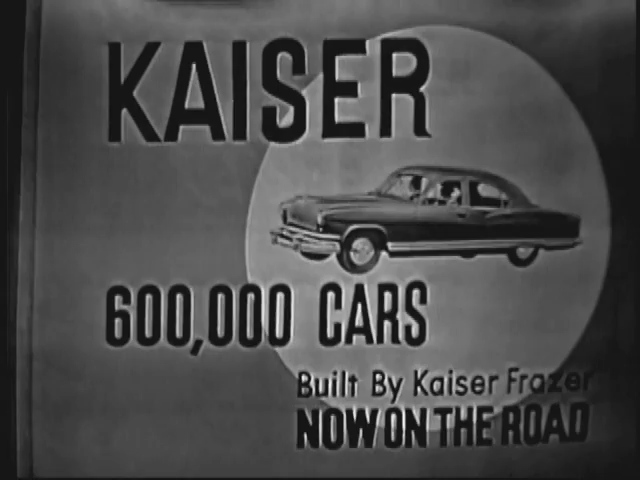 KAISER
600,000 CARS
Built By Kaiser Frazer
NOW ON THE ROAD